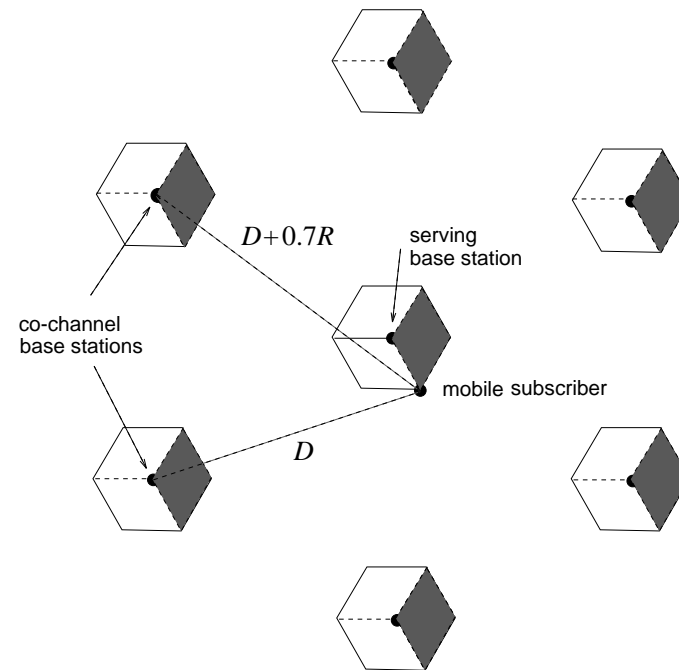 D+0.7R
serving
base station
co-channel
base stations
mobile subscriber
D